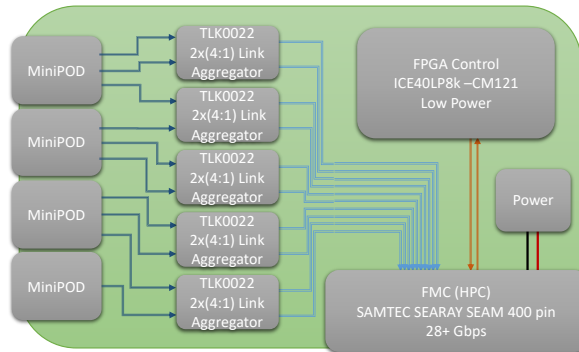 MiniPOD
MiniPOD
MiniPOD
MiniPOD
TLK0022
2x(4:1) Link
Aggregator
TLK0022
2x(4:1) Link
Aggregator
TLK0022
2x(4:1) Link
Aggregator
TLK0022
2x(4:1) Link
Aggregator
TLK0022
2x(4:1) Link
Aggregator
FPGA Control
ICE40LP8k –CM121
Low Power
Power
FMC (HPC)
SAMTEC SEARAY SEAM 400 pin
28+ Gbps